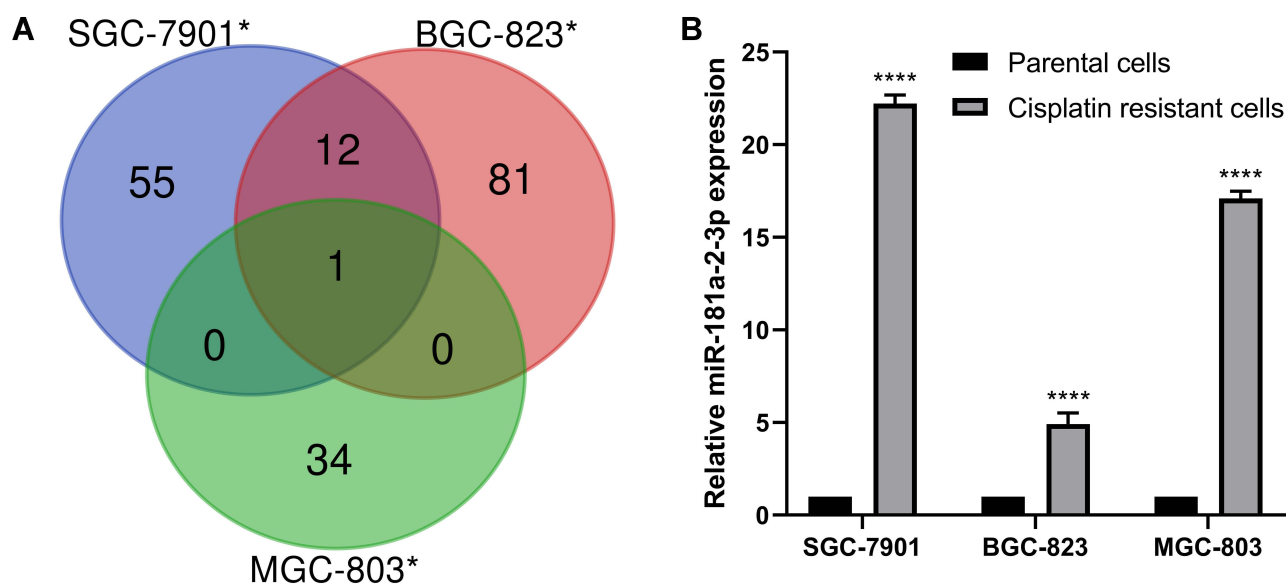 A
SGC-7901*
BGC-823*
55
12
81
1
0
0
34
MGC-803*
B
Relative miR-181a-2-3p expression
25
20
15
10
5
0
Parental cells
Cisplatin resistant cells
****
****
****
SGC-7901
BGC-823
MGC-803